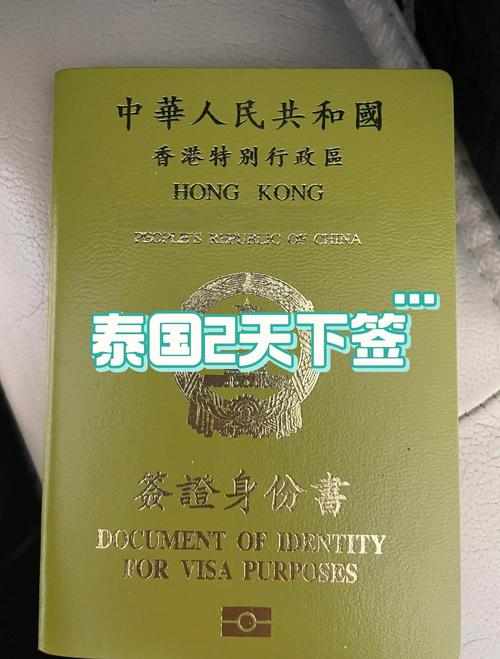 中華人民共和國
香港特別行政區
HONG KONG
PEOPLE'S REPUBLIC OF CHINA
泰国2天下签...
簽證身份書
DOCUMENT OF IDENTITY
FOR VISA PURPOSES